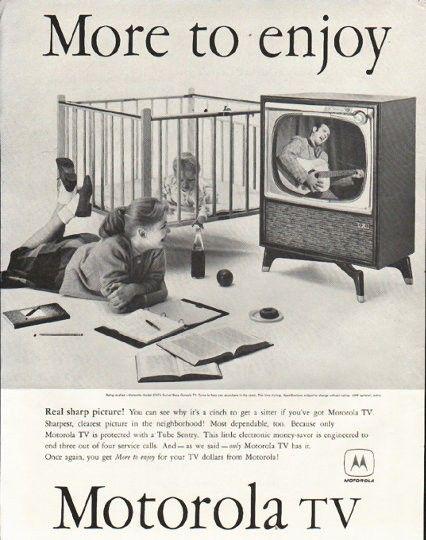 More to enjoy
Real sharp picture! You can see why it's a cinch to get a sitter if you've got Motorola TV.
Sharpest, clearest picture in the neighborhood! Most dependable, too. Because only
Motorola TV is protected with a Tube Sentry. This little electronic money-saver is engineered to
end three out of four service calls. And—as we said—only Motorola TV has it.
Once again, you get More to enjoy for your TV dollars from Motorola!
MOTOROLA
Motorola TV